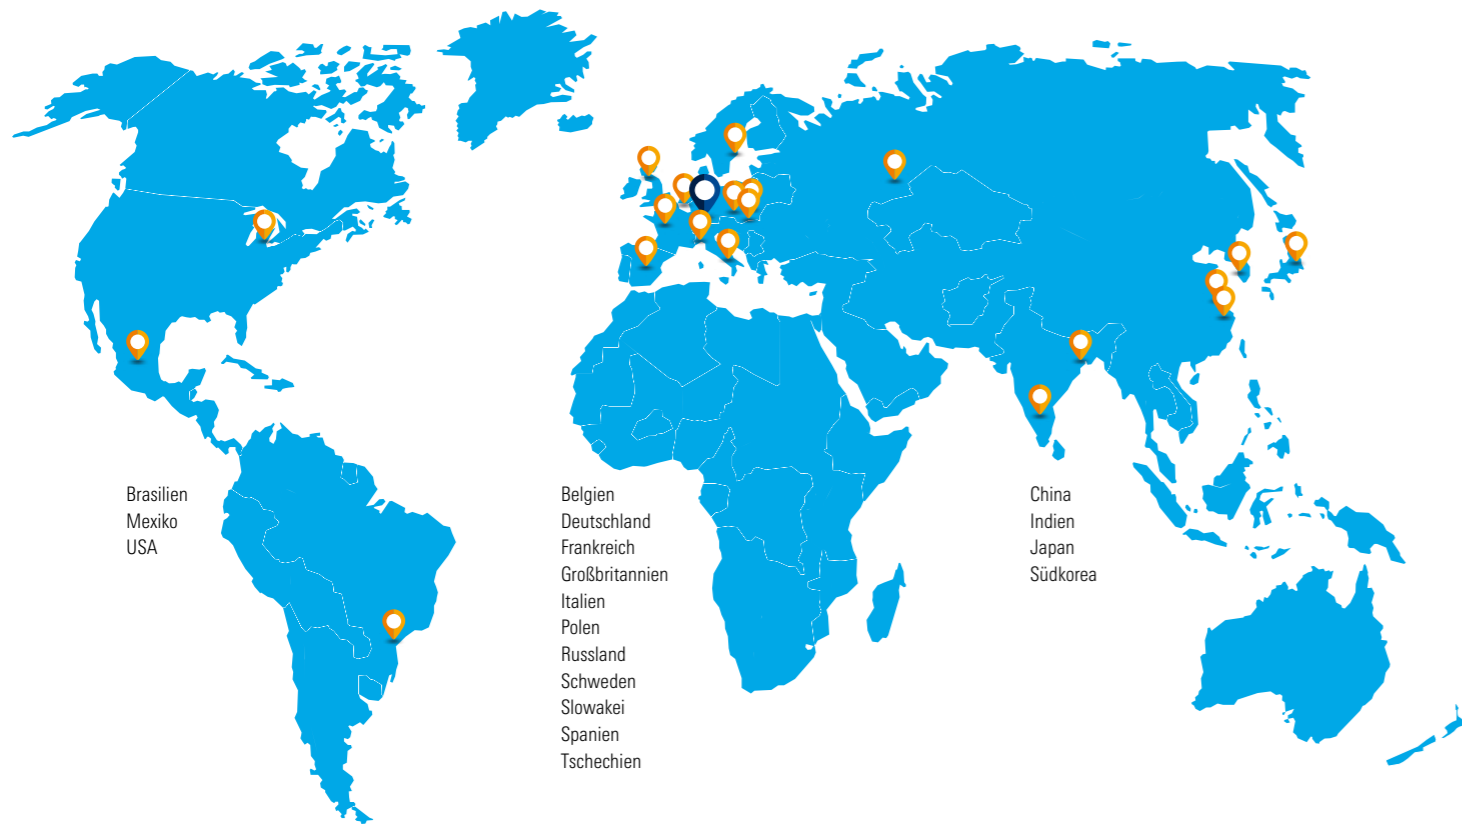 Brasilien
Mexiko
USA
Belgien
Deutschland
Frankreich
Großbritannien
Italien
Polen
Russland
Schweden
Slowakei
Spanien
Tschechien
China
Indien
Japan
Südkorea